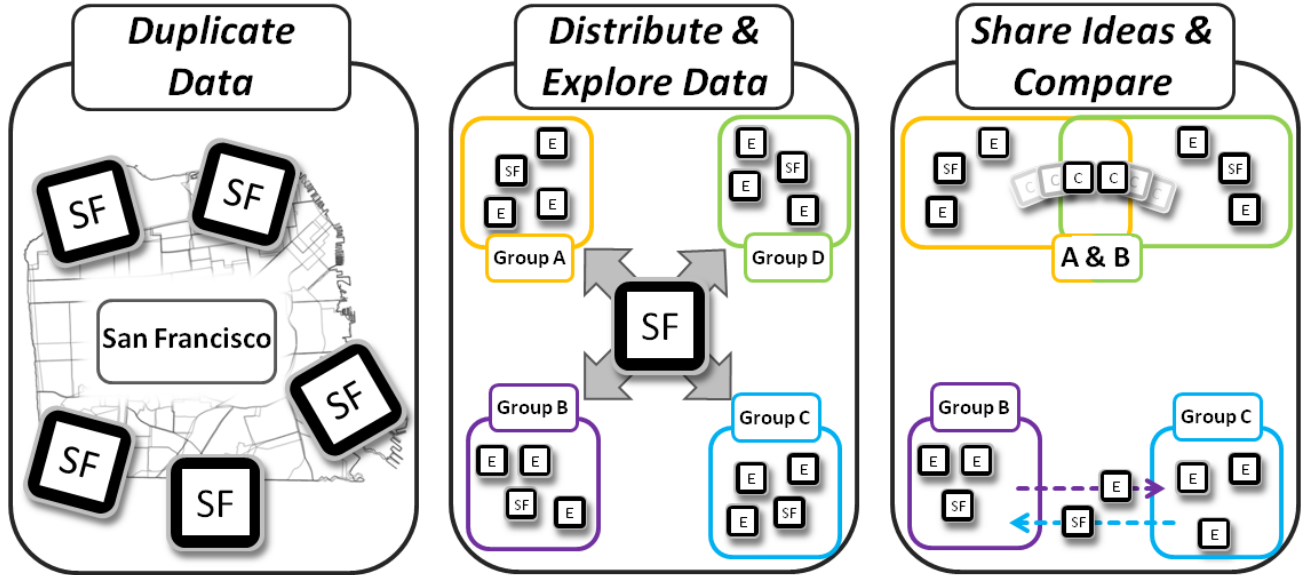 Duplicate
Data
SF
SF
San Francisco
SF
SF
SF
Distribute &
Explore Data
E
SF
E
E
Group A
E
SF
E
E
Group D
SF
Group B
E
E
SF
E
Group C
E
E
E
SF
Share Ideas &
Compare
E
SF
E
C
C
C
C
C
C
E
SF
E
A & B
Group B
E
E
SF
E
SF
Group C
E
E
E